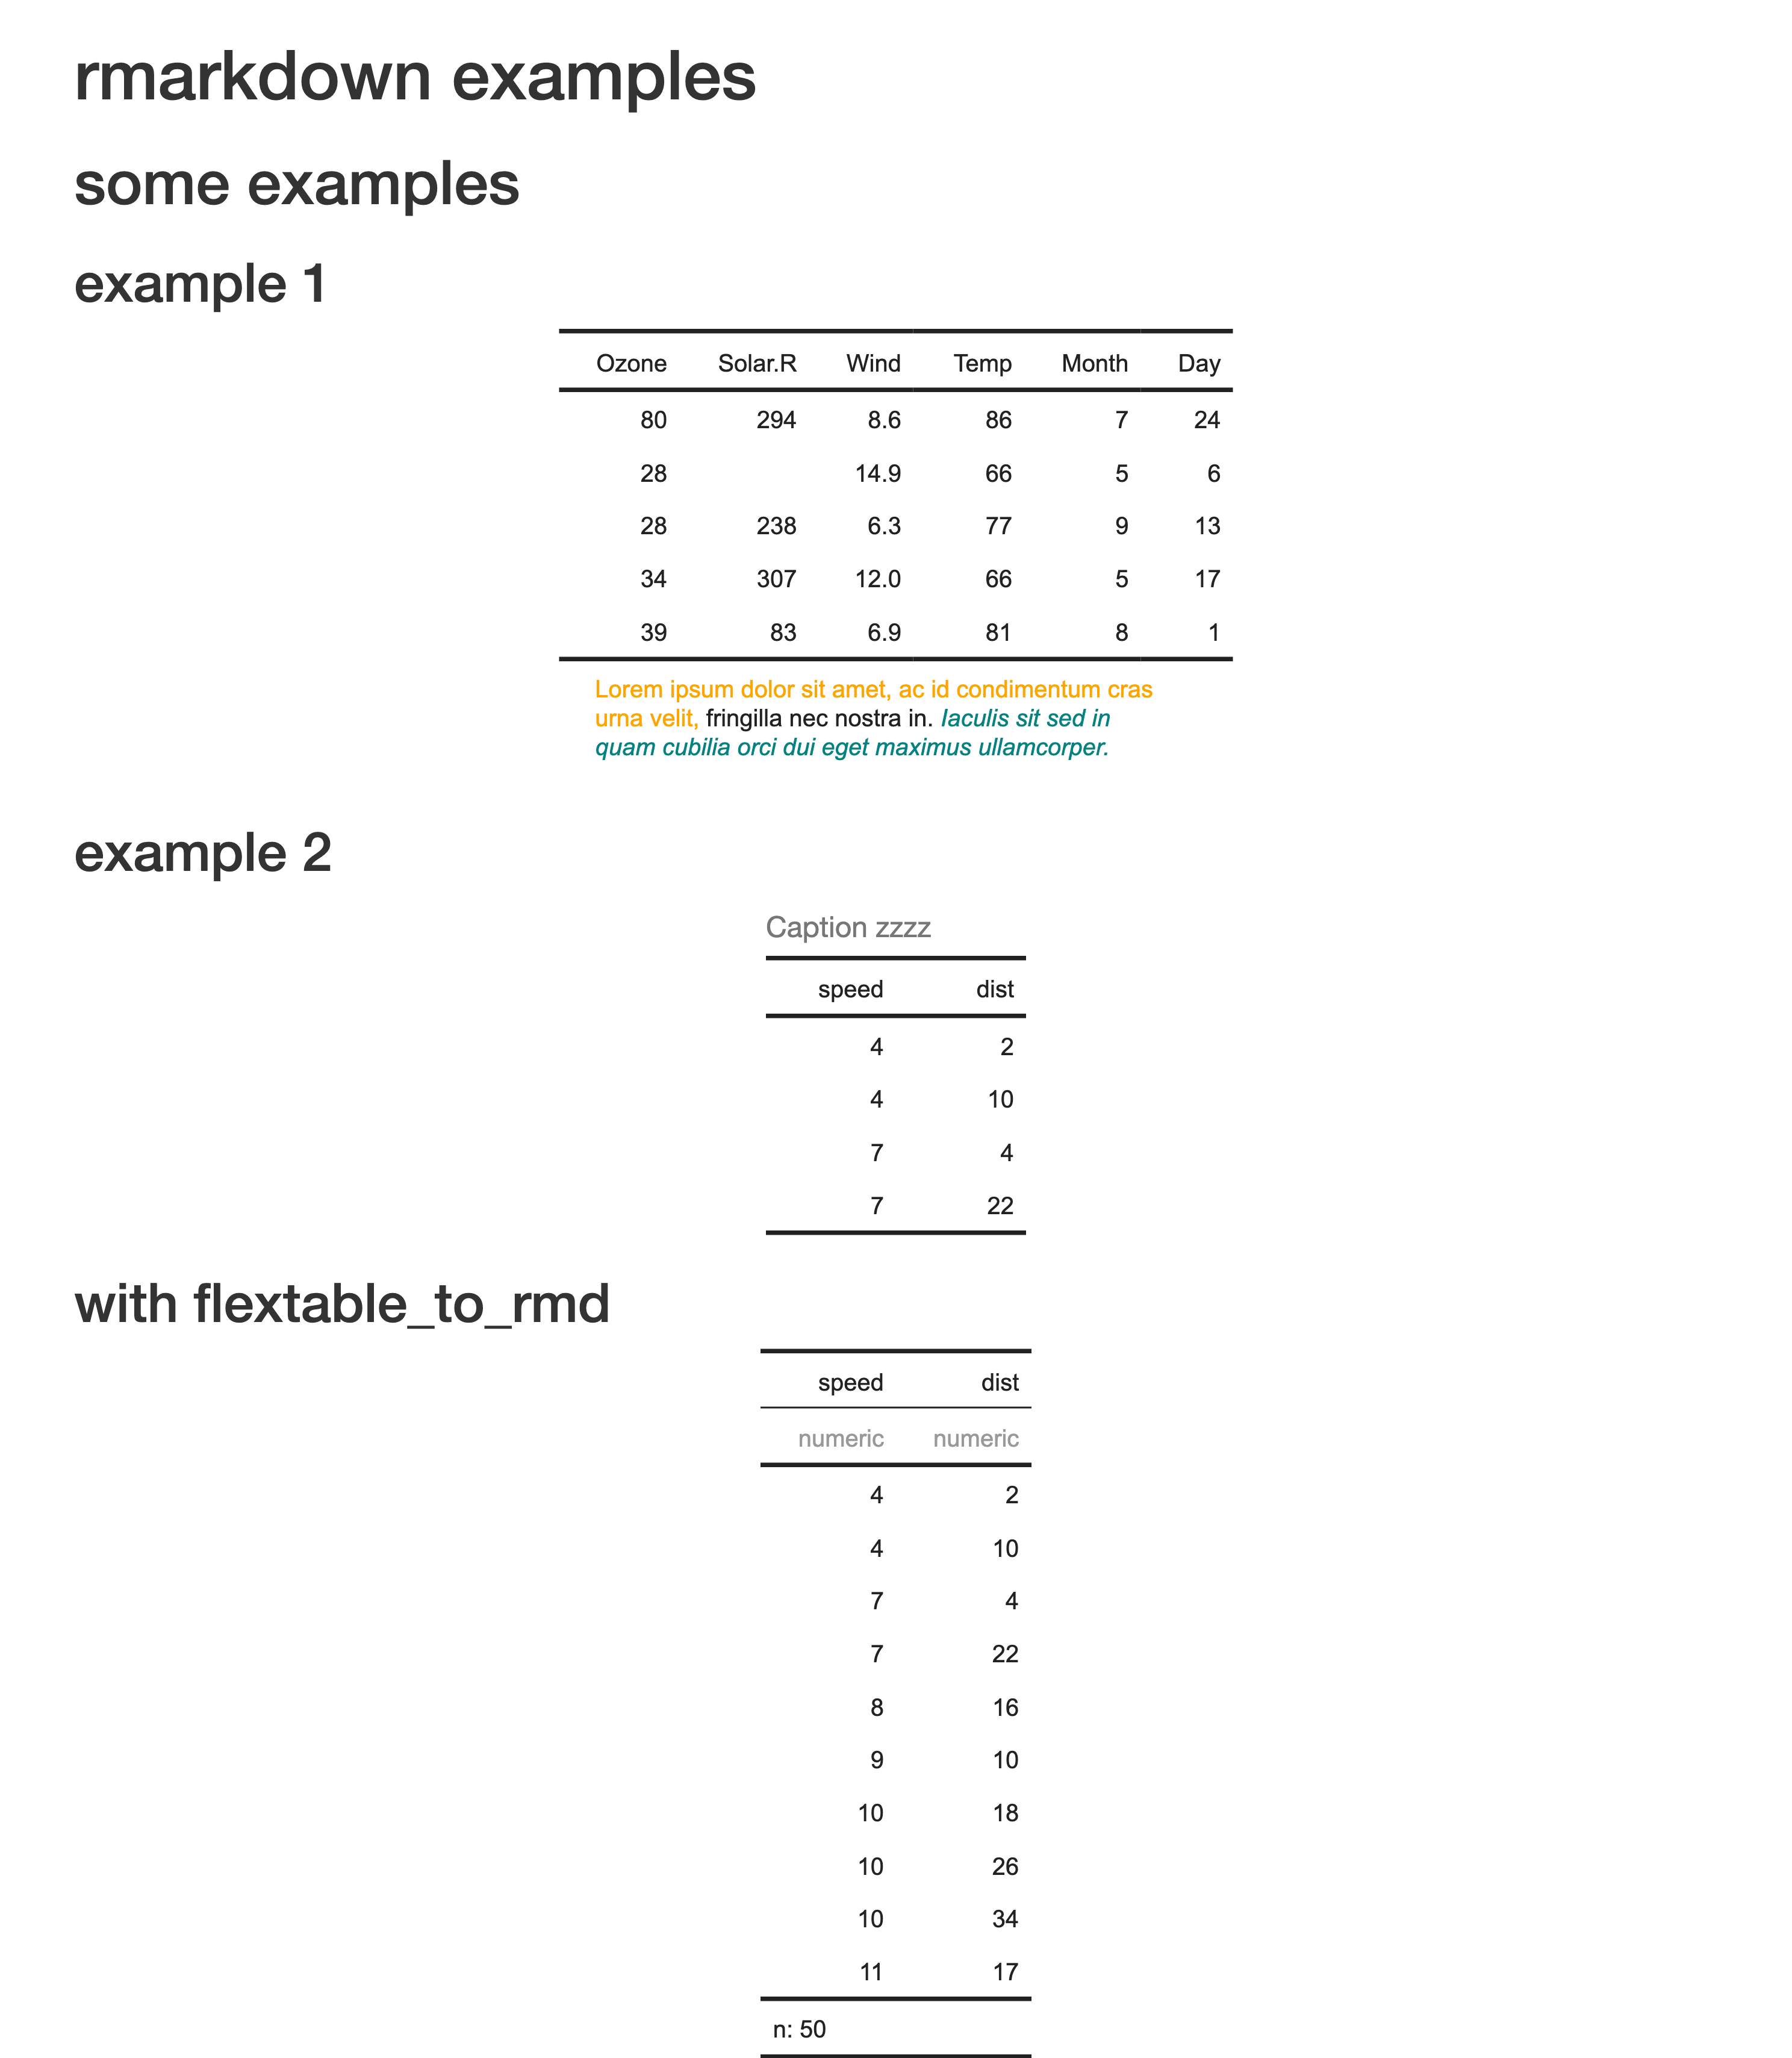 rmarkdown examples
some examples
example 1
Ozone Solar.R Wind Temp Month Day
80 294 8.6 86 7 24
28 14.9 66 5 6
28 238 6.3 77 9 13
34 307 12.0 66 5 17
39 83 6.9 81 8 1
Lorem ipsum dolor sit amet, ac id condimentum cras
urna velit, fringilla nec nostra in. Iaculis sit sed in
quam cubilia orci dui eget maximus ullamcorper.
example 2
Caption zzzz
speed dist
4 2
4 10
7 4
7 22
with flextable_to_rmd
speed dist
numeric numeric
4 2
4 10
7 4
7 22
8 16
9 10
10 18
10 26
10 34
11 17
n: 50